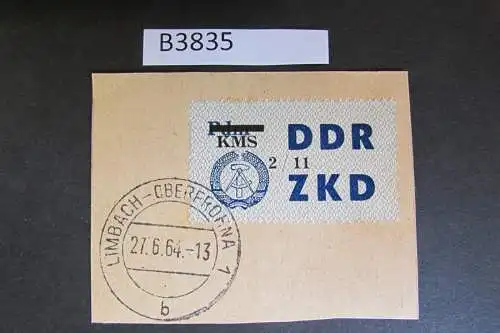 B3835
Pdm
KMS
DDR
2/11
ZKD
LIMBACH-OBERFROHNA 1
27.6.64.-13
b